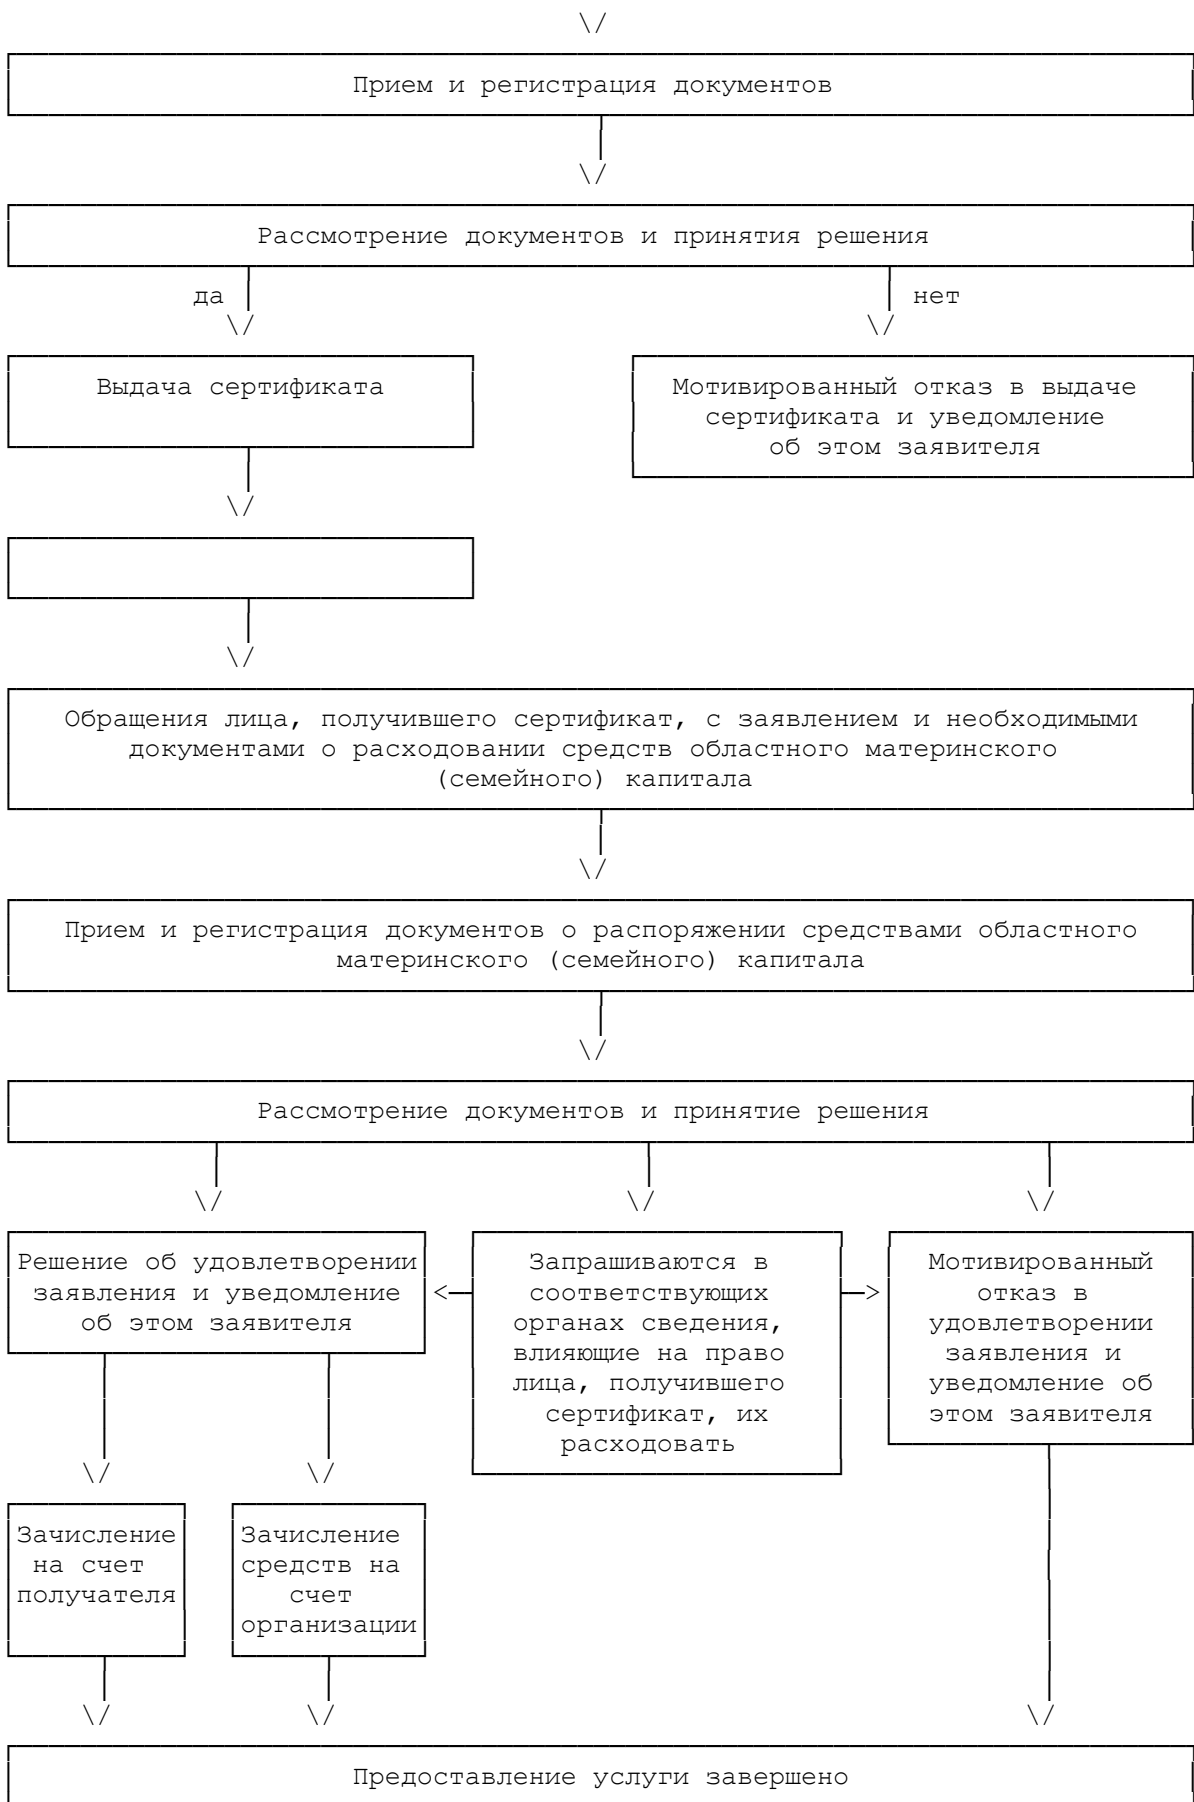 Прием и регистрация документов
Рассмотрение документов и принятия решения
да
нет
Выдача сертификата
Мотивированный отказ в выдаче
сертификата и уведомление
об этом заявителя
Обращения лица, получившего сертификат, с заявлением и необходимыми
документами о расходовании средств областного материнского
(семейного) капитала
Прием и регистрация документов о распоряжении средствами областного
материнского (семейного) капитала
Рассмотрение документов и принятие решения
Решение об удовлетворении
заявления и уведомление
об этом заявителя
Запрашиваются в
соответствующих
органах сведения,
влияющие на право
лица, получившего
сертификат, их
расходовать
Мотивированный
отказ в
удовлетворении
заявления и
уведомление об
этом заявителя
Зачисление
на счет
получателя
Зачисление
средств на
счет
организации
Предоставление услуги завершено